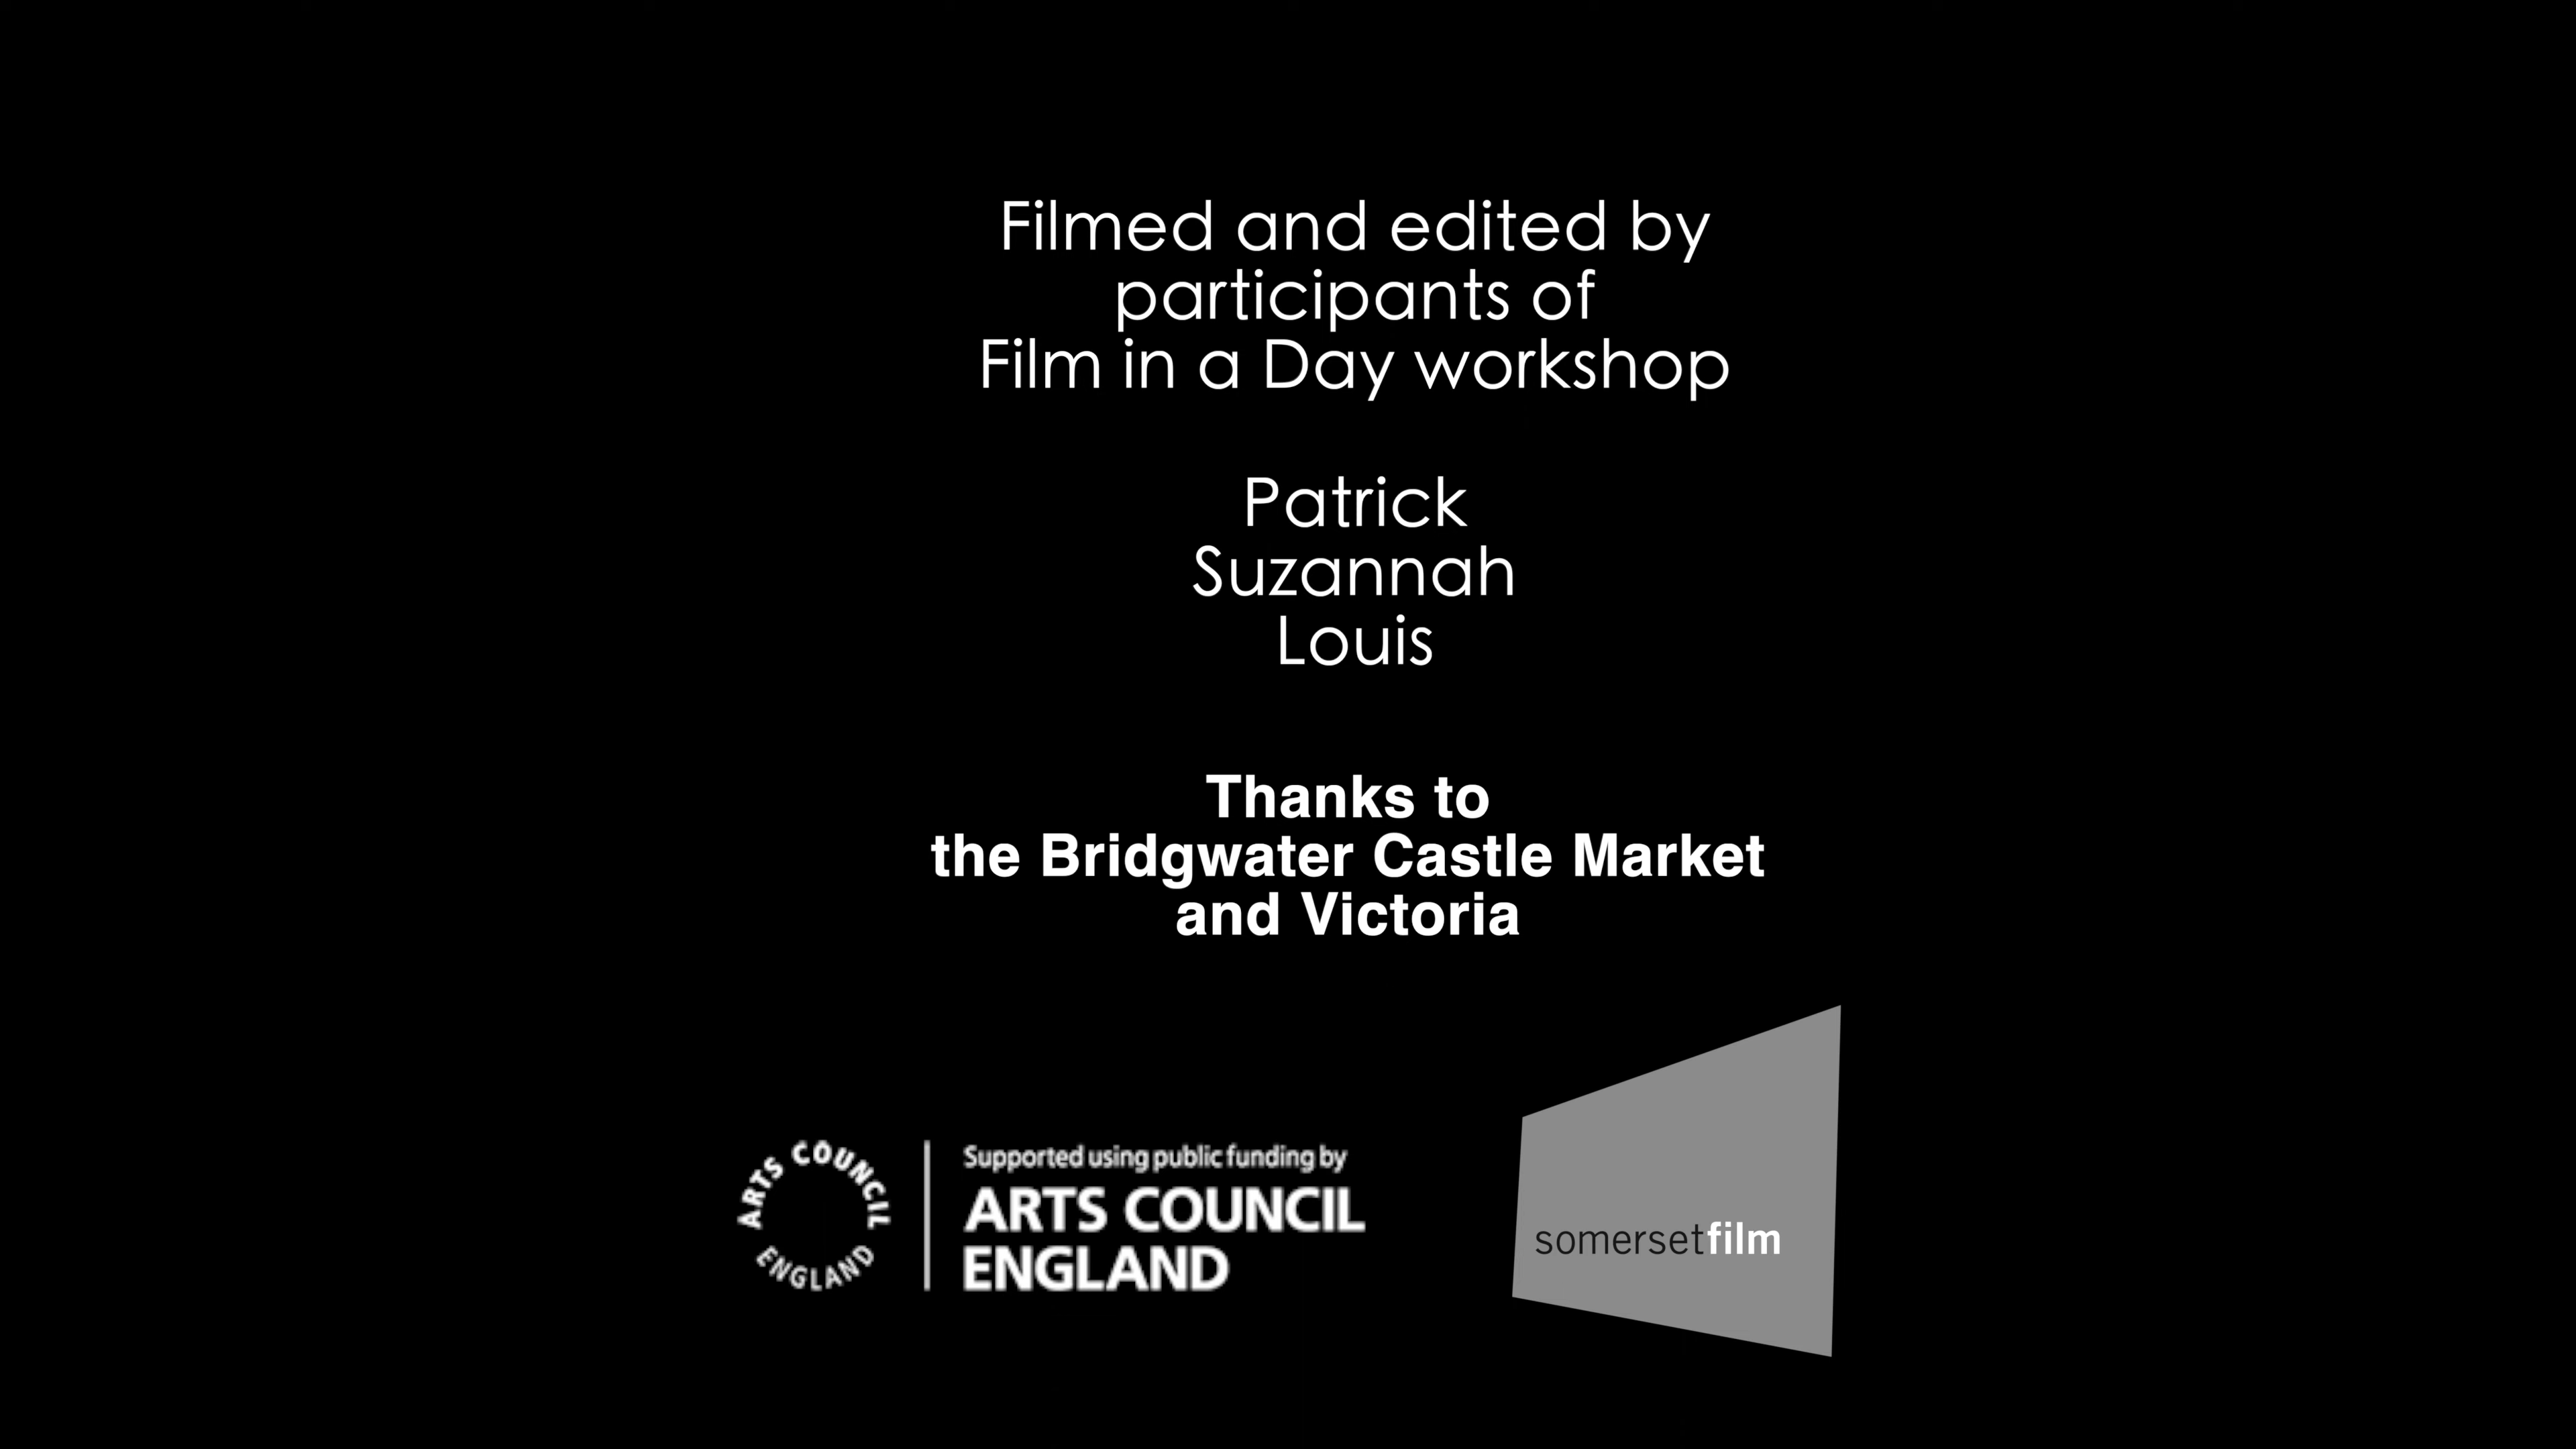 Filmed and edited by
participants of
Film in a Day workshop
Patrick
Suzannah
Louis
Thanks to
the Bridgwater Castle Market
and Victoria
ARTS COUNCIL
ENGLAND
Supported using public funding by
ARTS COUNCIL
ENGLAND
somersetfilm